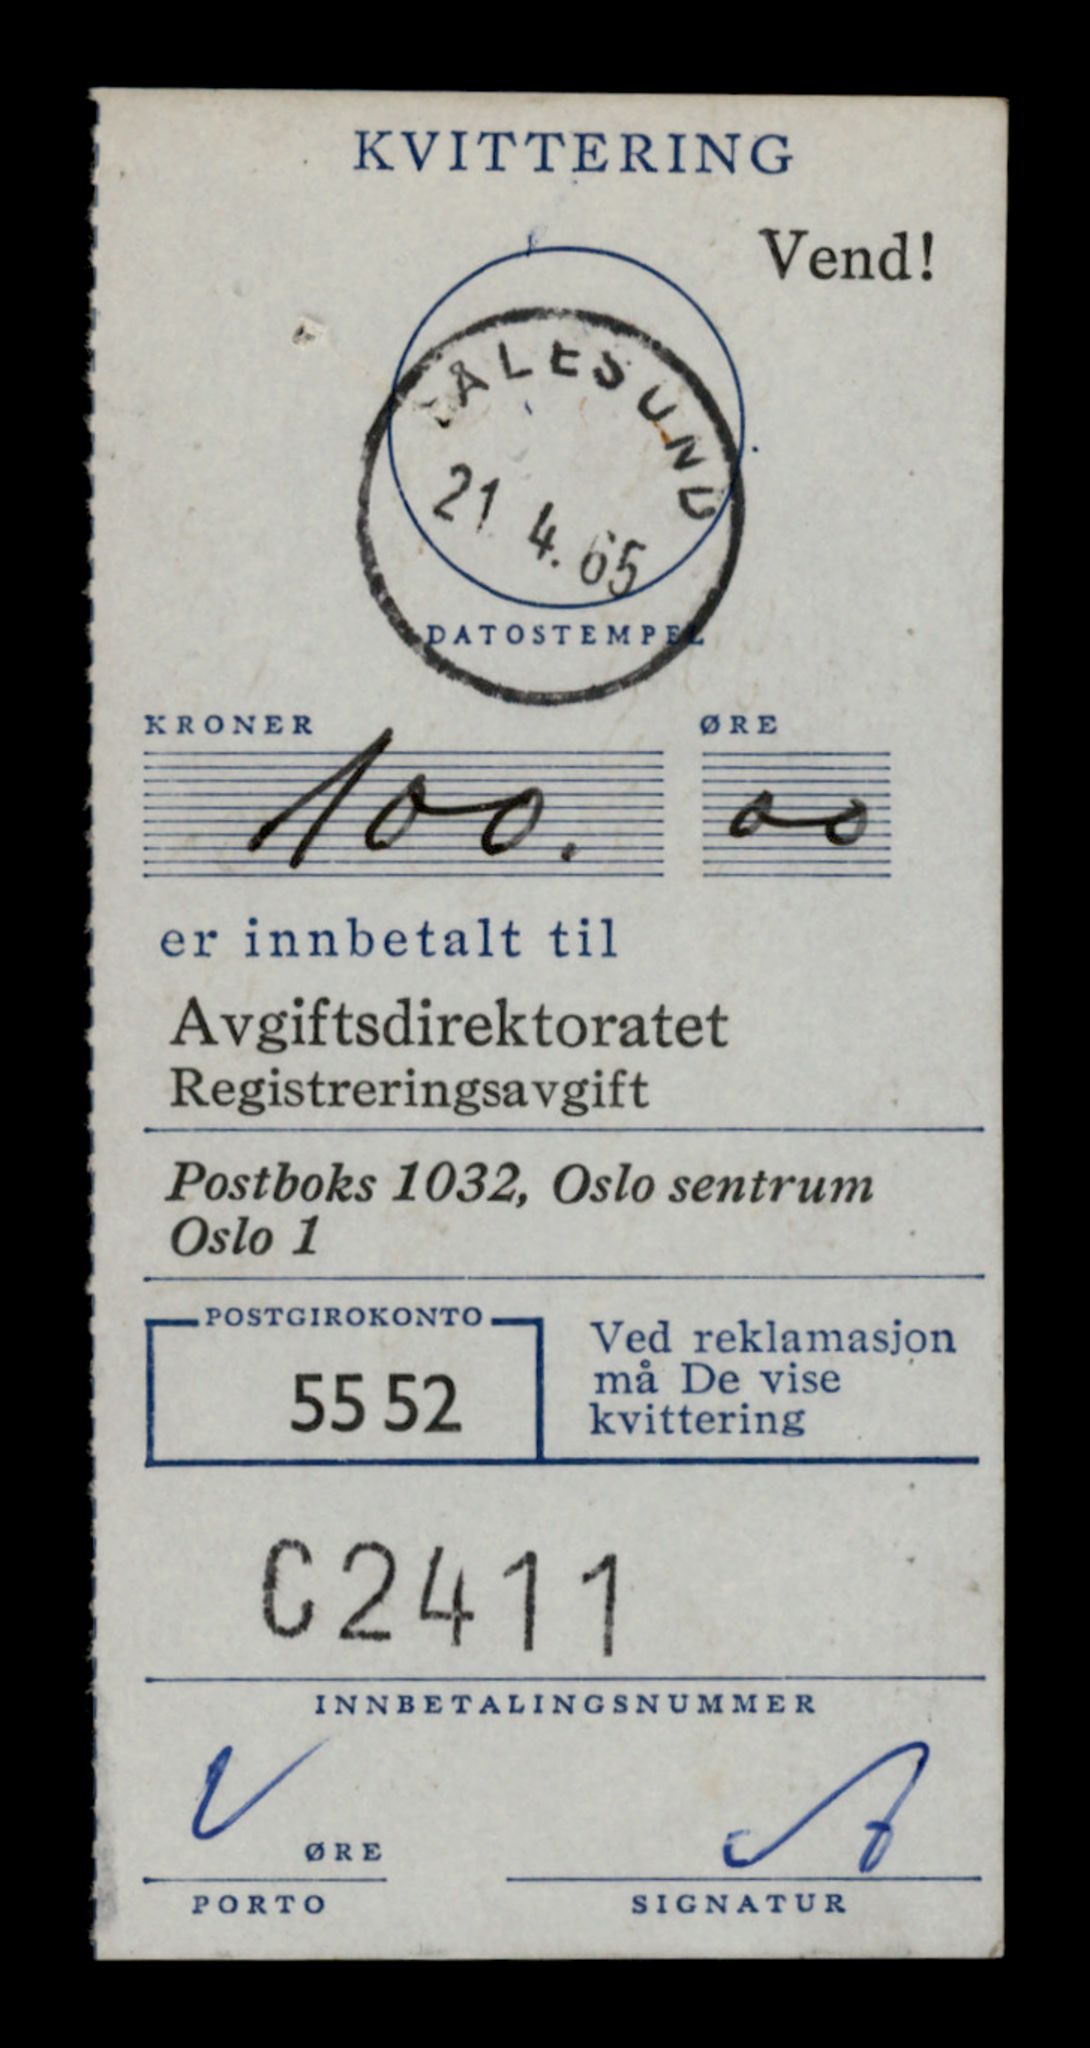 KVITTERING
Vend!
ÅLESUND
21 4. 65
DATOSTEMPEL
KRONER ØRE
100. 00
er innbetalt til
Avgiftsdirektoratet
Registreringsavgift
Postboks 1032, Oslo sentrum
Oslo 1
POSTGIROKONTO
55 52
Ved reklamasjon
må De vise
kvittering
C2411
INNBETALINGSNUMMER
ØRE
PORTO SIGNATUR